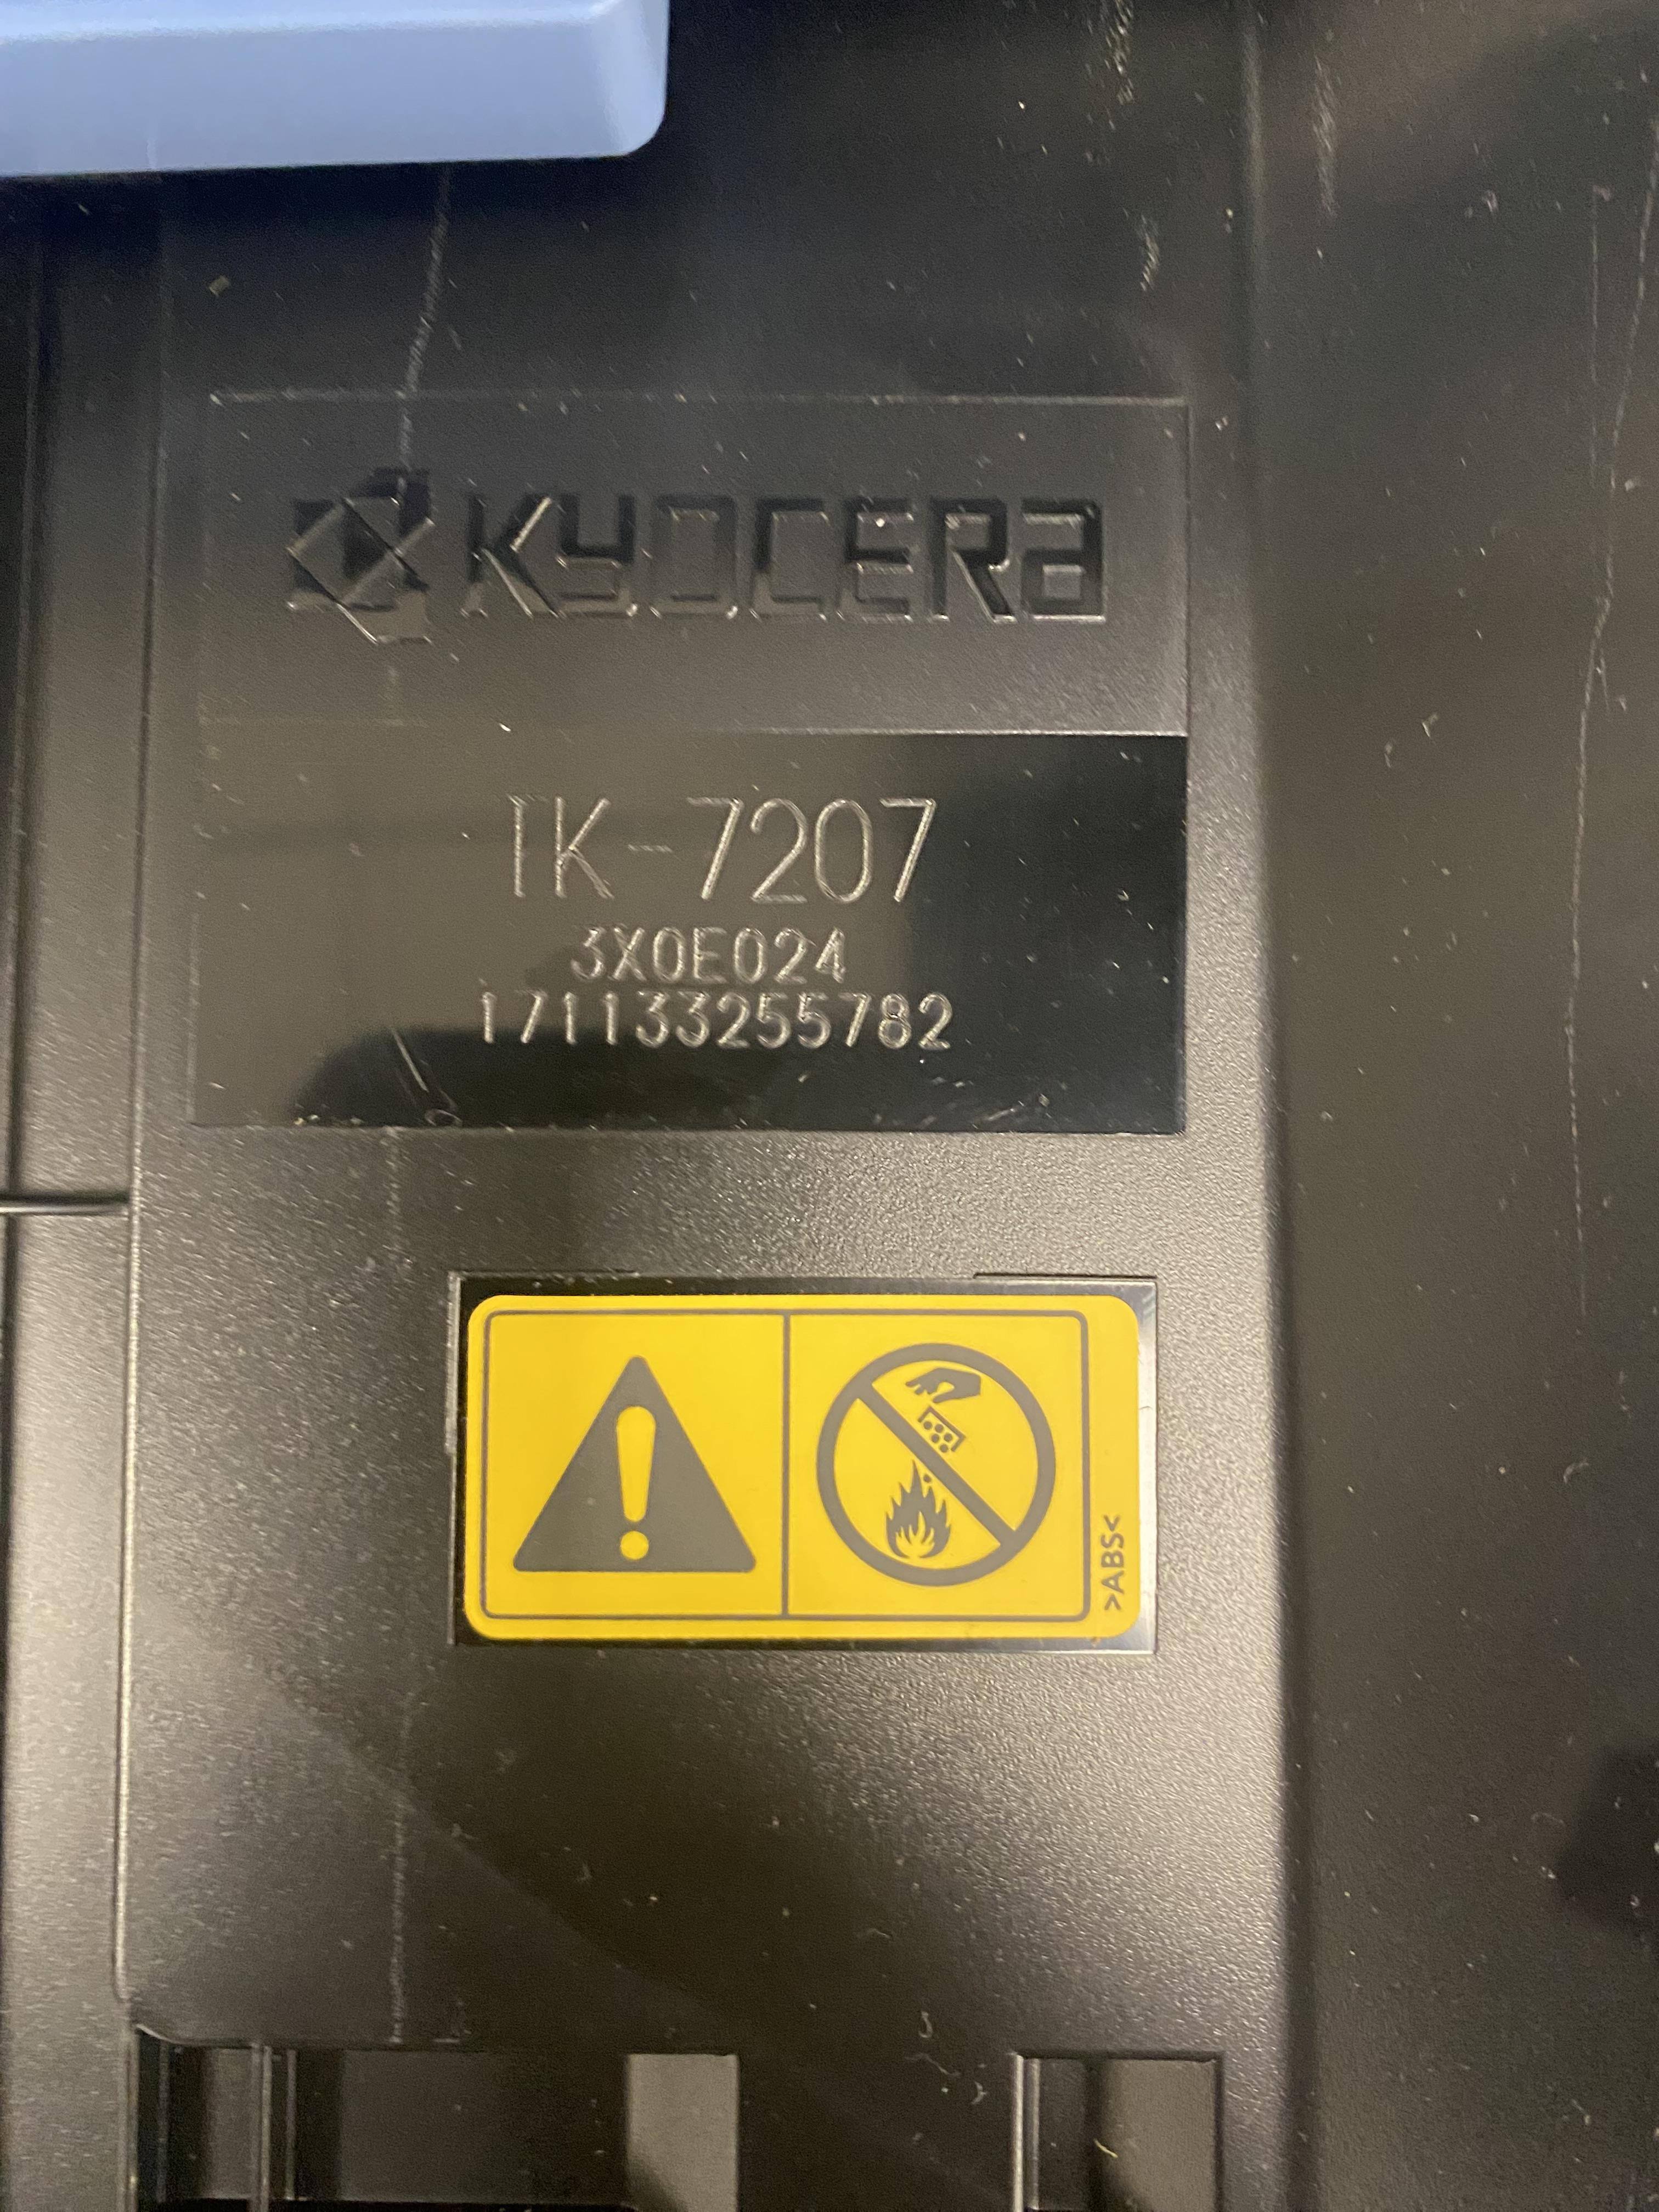 KYOCERA
TK-7207
3X0E024
171133255782
>ABS<